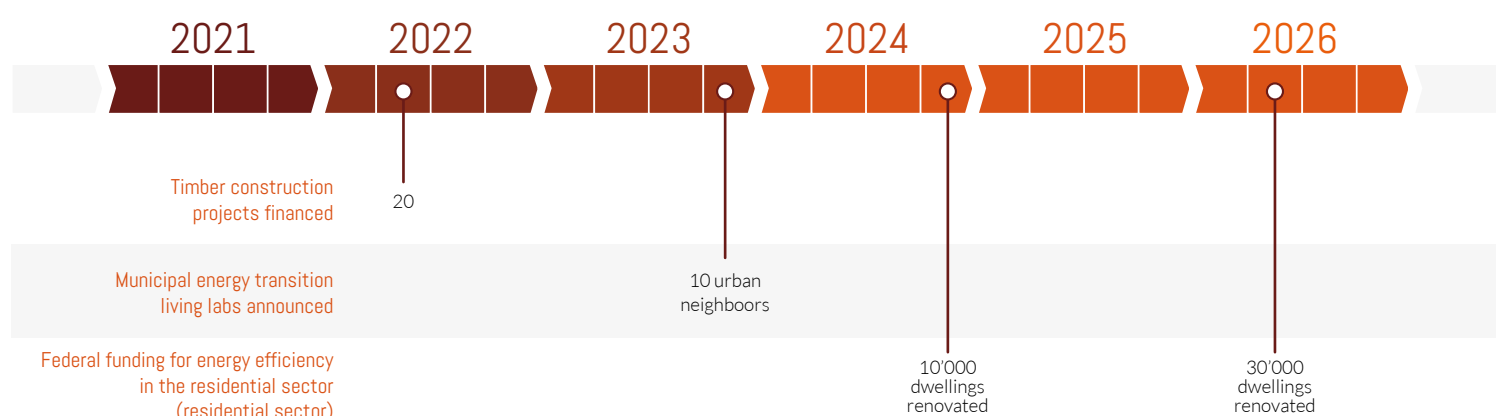 2021 2022 2023 2024 2025 2026
Timber construction
projects financed
20
Municipal energy transition
living labs announced
10 urban
neighboors
Federal funding for energy efficiency
in the residential sector
(residential sector)
10'000
dwellings
renovated
30'000
dwellings
renovated